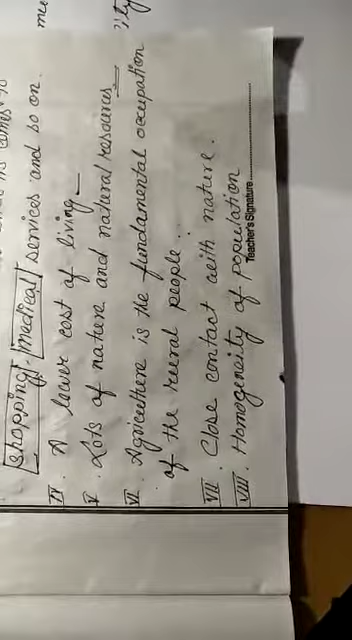 shopping, medical services and so on.
IV. A lower cost of living
V. Lots of nature and natural resources
VI. Agriculture is the fundamental occupation
of the rural people.
VII. Close contact with nature.
VIII. Homogeneity of population
Teacher's Signature